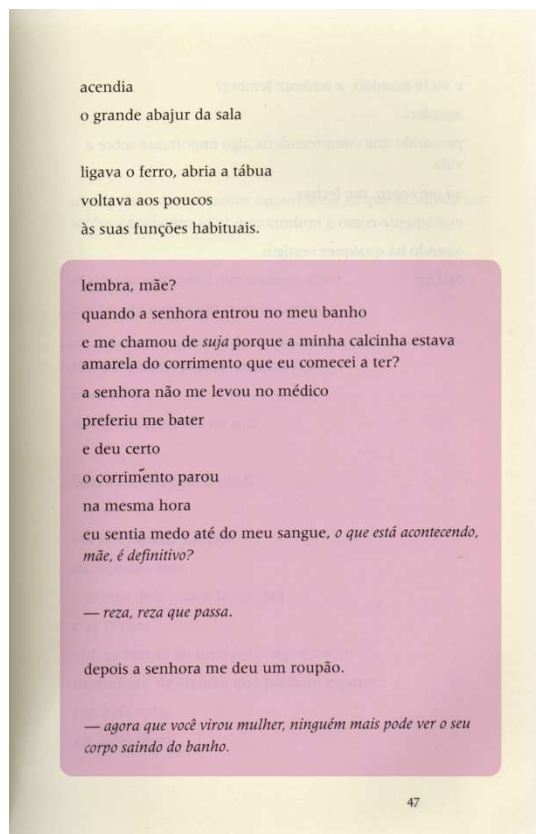 acendia
o grande abajur da sala
ligava o ferro, abria a tábua
voltava aos poucos
às suas funções habituais.
lembra, mãe?
quando a senhora entrou no meu banho
e me chamou de suja porque a minha calcinha estava
amarela do corrimento que eu comecei a ter?
a senhora não me levou no médico
preferiu me bater
e deu certo
o corrimento parou
na mesma hora
eu sentia medo até do meu sangue, o que está acontecendo,
mãe, é definitivo?
— reza, reza que passa.
depois a senhora me deu um roupão.
— agora que você virou mulher, ninguém mais pode ver o seu
corpo saindo do banho.
47